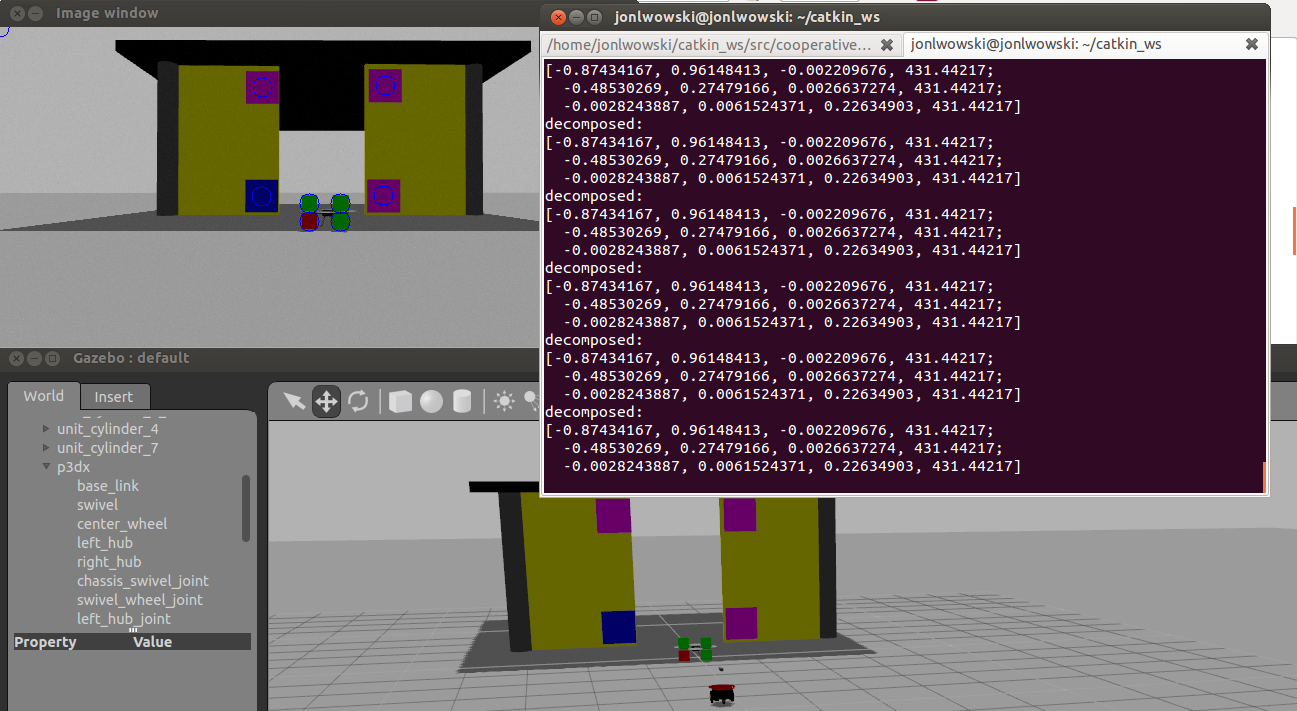 Image window
jonlwowski@jonlwowski: ~/catkin_ws
/home/jonlwowski/catkin_ws/src/cooperative...
jonlwowski@jonlwowski: ~/catkin_ws
[-0.87434167, 0.96148413, -0.002209676, 431.44217;
-0.48530269, 0.27479166, 0.0026637274, 431.44217;
-0.0028243887, 0.0061524371, 0.22634903, 431.44217]
decomposed:
[-0.87434167, 0.96148413, -0.002209676, 431.44217;
-0.48530269, 0.27479166, 0.0026637274, 431.44217;
-0.0028243887, 0.0061524371, 0.22634903, 431.44217]
decomposed:
[-0.87434167, 0.96148413, -0.002209676, 431.44217;
-0.48530269, 0.27479166, 0.0026637274, 431.44217;
-0.0028243887, 0.0061524371, 0.22634903, 431.44217]
decomposed:
[-0.87434167, 0.96148413, -0.002209676, 431.44217;
-0.48530269, 0.27479166, 0.0026637274, 431.44217;
-0.0028243887, 0.0061524371, 0.22634903, 431.44217]
decomposed:
[-0.87434167, 0.96148413, -0.002209676, 431.44217;
-0.48530269, 0.27479166, 0.0026637274, 431.44217;
-0.0028243887, 0.0061524371, 0.22634903, 431.44217]
decomposed:
[-0.87434167, 0.96148413, -0.002209676, 431.44217;
-0.48530269, 0.27479166, 0.0026637274, 431.44217;
-0.0028243887, 0.0061524371, 0.22634903, 431.44217]
Gazebo : default
World
Insert
unit_cylinder_4
unit_cylinder_7
p3dx
base_link
swivel
center_wheel
left_hub
right_hub
chassis_swivel_joint
swivel_wheel_joint
left_hub_joint
Property Value